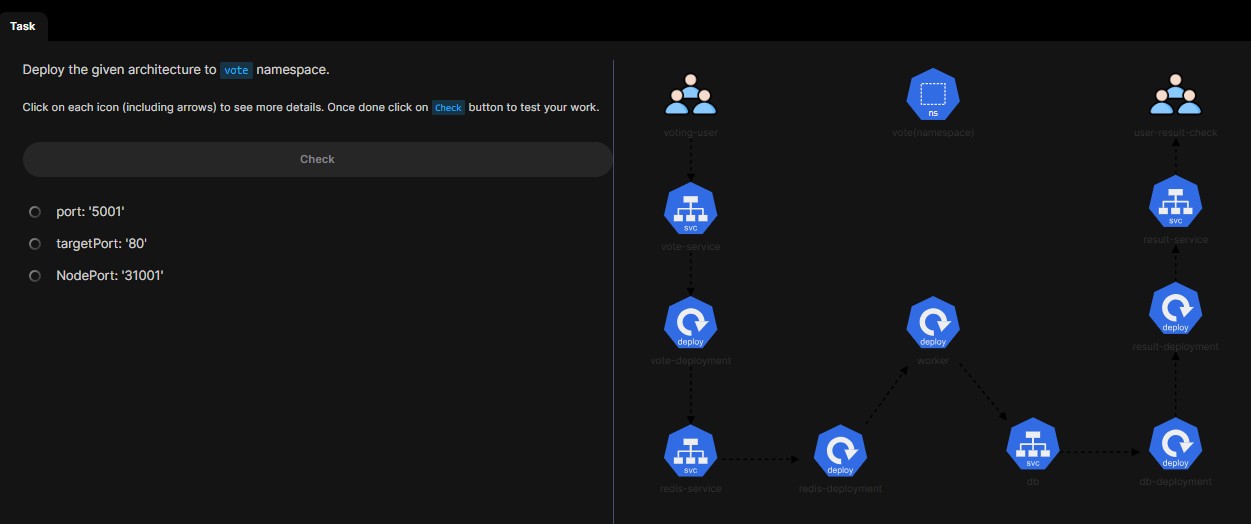 Task
Deploy the given architecture to vote namespace.
Click on each icon (including arrows) to see more details. Once done click on Check button to test your work.
Check
port: '5001'
targetPort: '80'
NodePort: '31001'
voting-user
ns
vote(namespace)
user-result-check
svc
vote-service
svc
result-service
deploy
vote-deployment
deploy
worker
deploy
result-deployment
svc
redis-service
deploy
redis-deployment
svc
db
deploy
db-deployment